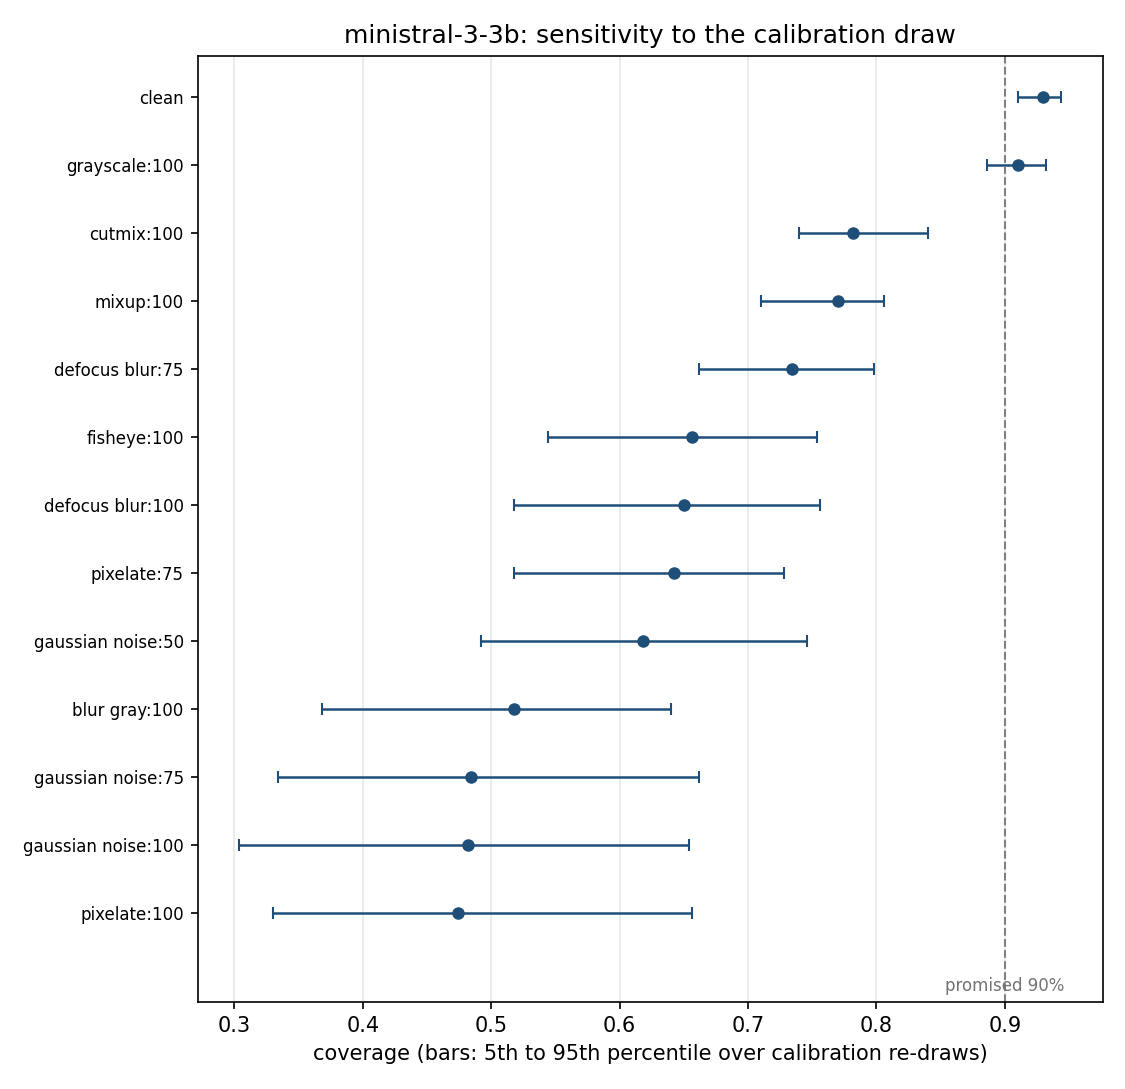 ministral-3-3b: sensitivity to the calibration draw
clean
grayscale:100
cutmix:100
mixup:100
defocus blur:75
fisheye:100
defocus blur:100
pixelate:75
gaussian noise:50
blur gray:100
gaussian noise:75
gaussian noise:100
pixelate:100
promised 90%
0.3 0.4 0.5 0.6 0.7 0.8 0.9
coverage (bars: 5th to 95th percentile over calibration re-draws)